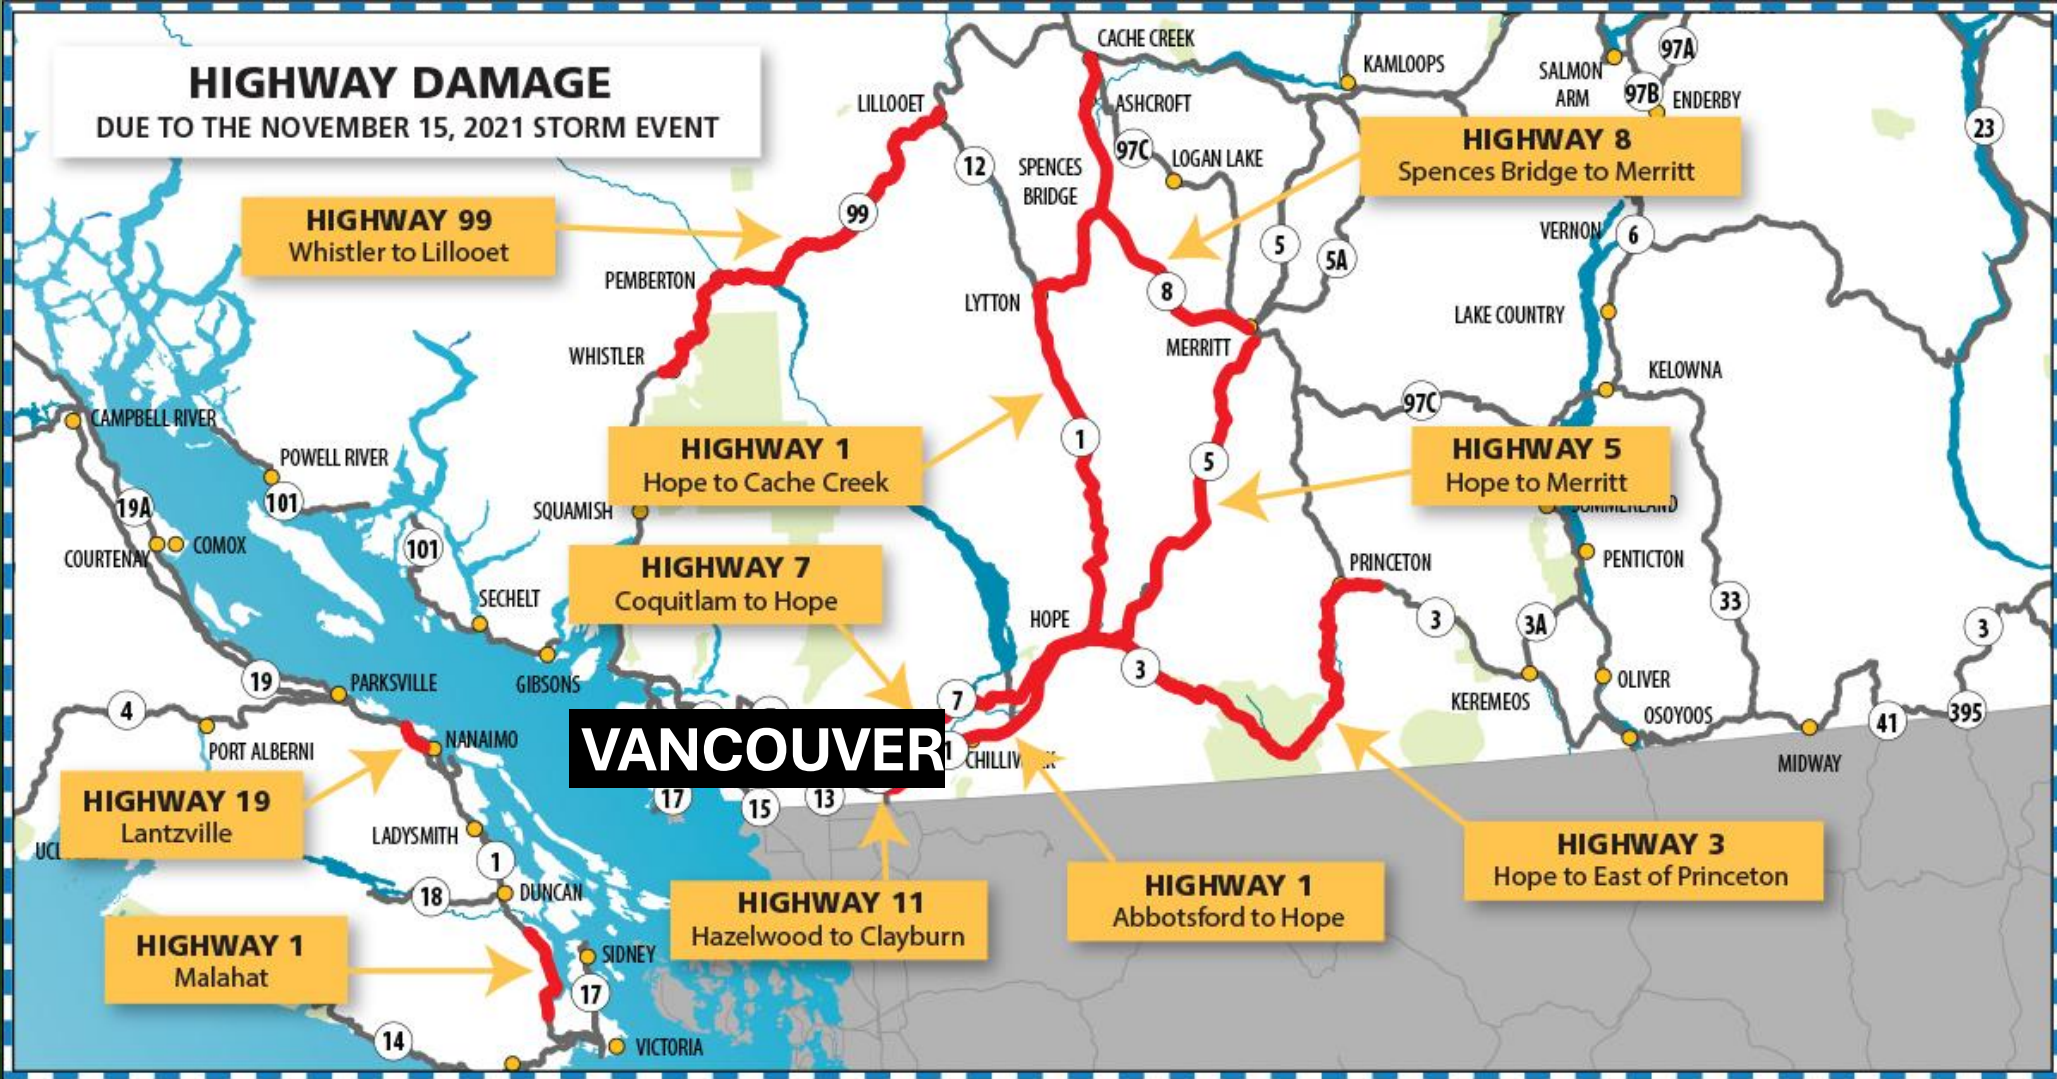 HIGHWAY DAMAGE
DUE TO THE NOVEMBER 15, 2021 STORM EVENT
CACHE CREEK
KAMLOOPS
SALMON
ARM
97A
97B
ENDERBY
23
LILLOOET
ASHCROFT
97C
LOGAN LAKE
12
SPENCES
BRIDGE
HIGHWAY 8
Spences Bridge to Merritt
HIGHWAY 99
Whistler to Lillooet
99
5
5A
VERNON
6
PEMBERTON
LYTTON
8
LAKE COUNTRY
WHISTLER
MERRITT
KELOWNA
97C
CAMPBELL RIVER
POWELL RIVER
101
HIGHWAY 1
Hope to Cache Creek
1
5
HIGHWAY 5
Hope to Merritt
SUMMERLAND
19A
SQUAMISH
COURTENAY
COMOX
101
PRINCETON
PENTICTON
HIGHWAY 7
Coquitlam to Hope
SECHELT
HOPE
3
3A
33
3
19
PARKSVILLE
GIBSONS
7
3
KEREMEOS
OLIVER
OSOYOOS
4
PORT ALBERNI
NANAIMO
VANCOUVER
1
CHILLIWACK
41
395
MIDWAY
17
15
13
HIGHWAY 19
Lantzville
LADYSMITH
1
HIGHWAY 3
Hope to East of Princeton
18
DUNCAN
HIGHWAY 11
Hazelwood to Clayburn
HIGHWAY 1
Abbotsford to Hope
HIGHWAY 1
Malahat
SIDNEY
17
14
VICTORIA